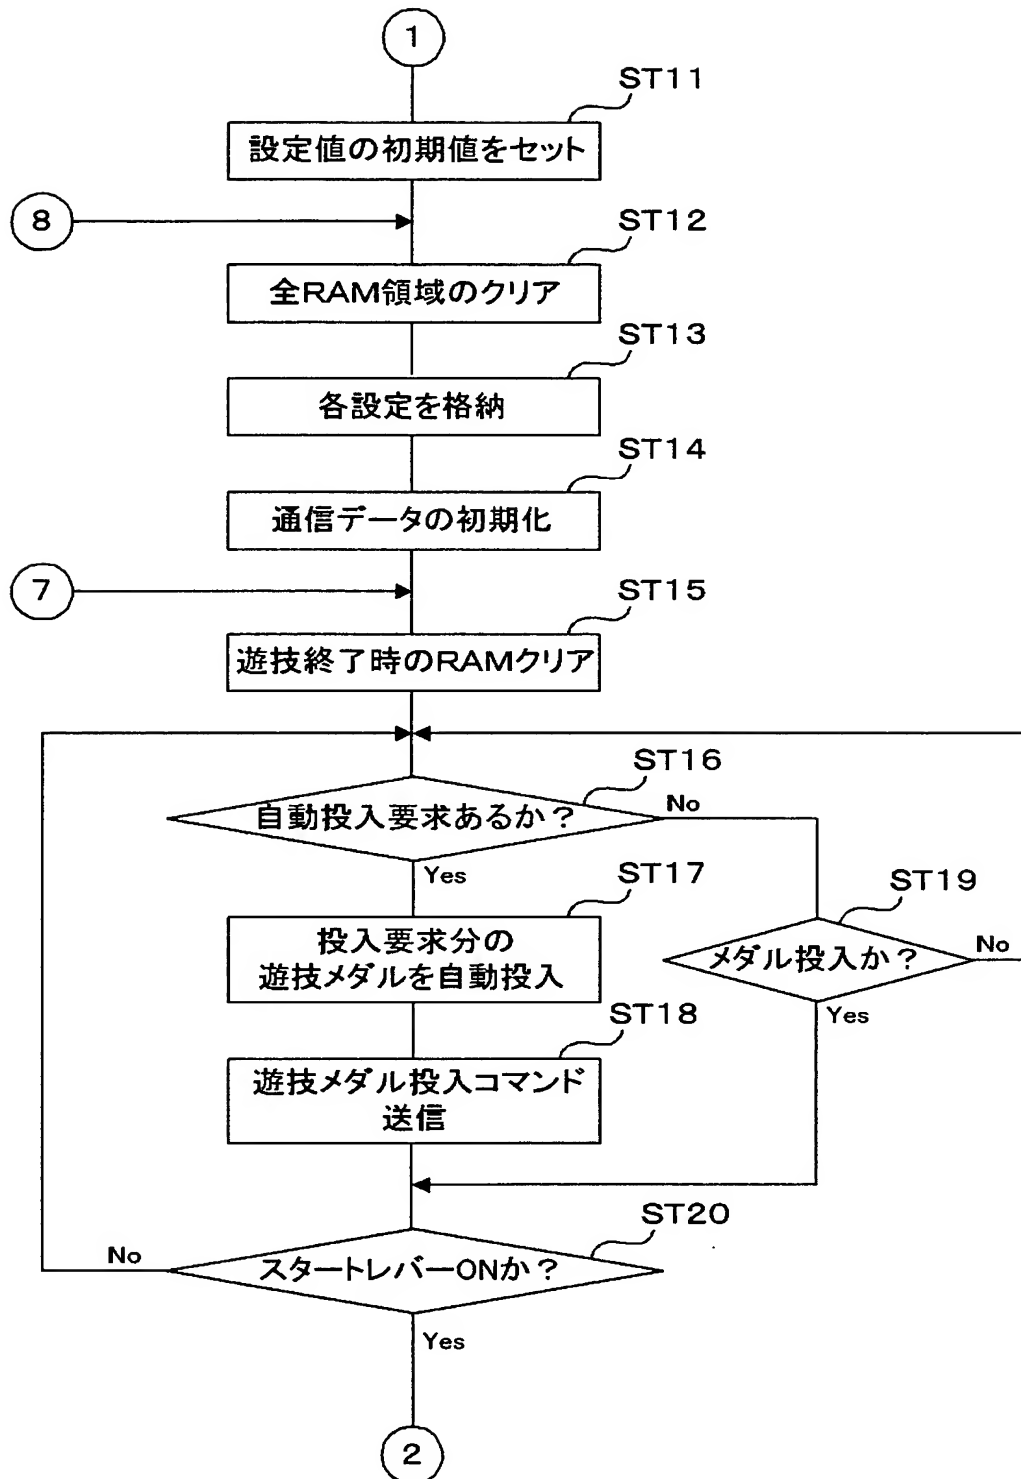 1
ST11
設定値の初期値をセット
8
ST12
全RAM領域のクリア
ST13
各設定を格納
ST14
通信データの初期化
7
ST15
遊技終了時のRAMクリア
ST16
自動投入要求あるか？
No
Yes
ST17
投入要求分の
遊技メダルを自動投入
ST19
メダル投入か？
No
Yes
ST18
遊技メダル投入コマンド
送信
ST20
No
スタートレバーONか？
Yes
2